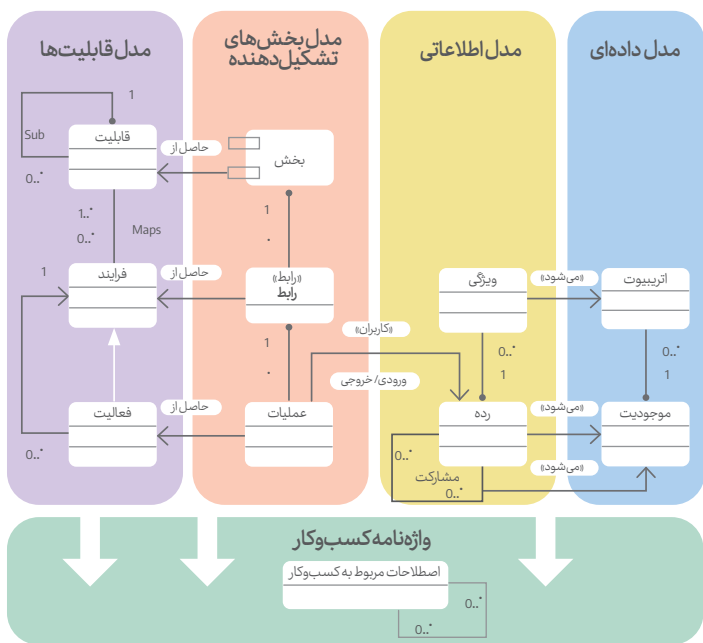 مدل قابلیت‌ها
1
قابلیت
Sub
0..*
1..*
0..*
Maps
1
فرایند
فعالیت
0..*
مدل بخش‌های
تشکیل‌دهنده
حاصل از
بخش
1
*
حاصل از
«رابط»
رابط
1
*
حاصل از
عملیات
«کاربران»
ورودی/خروجی
مدل اطلاعاتی
ویژگی
0..*
1
رده
0..*
مشارکت
0..*
مدل داده‌ای
«می‌شود»
اتریبیوت
0..*
1
«می‌شود»
موجودیت
«می‌شود»
واژه‌نامه کسب‌وکار
اصطلاحات مربوط به کسب‌وکار
0..*
0..*